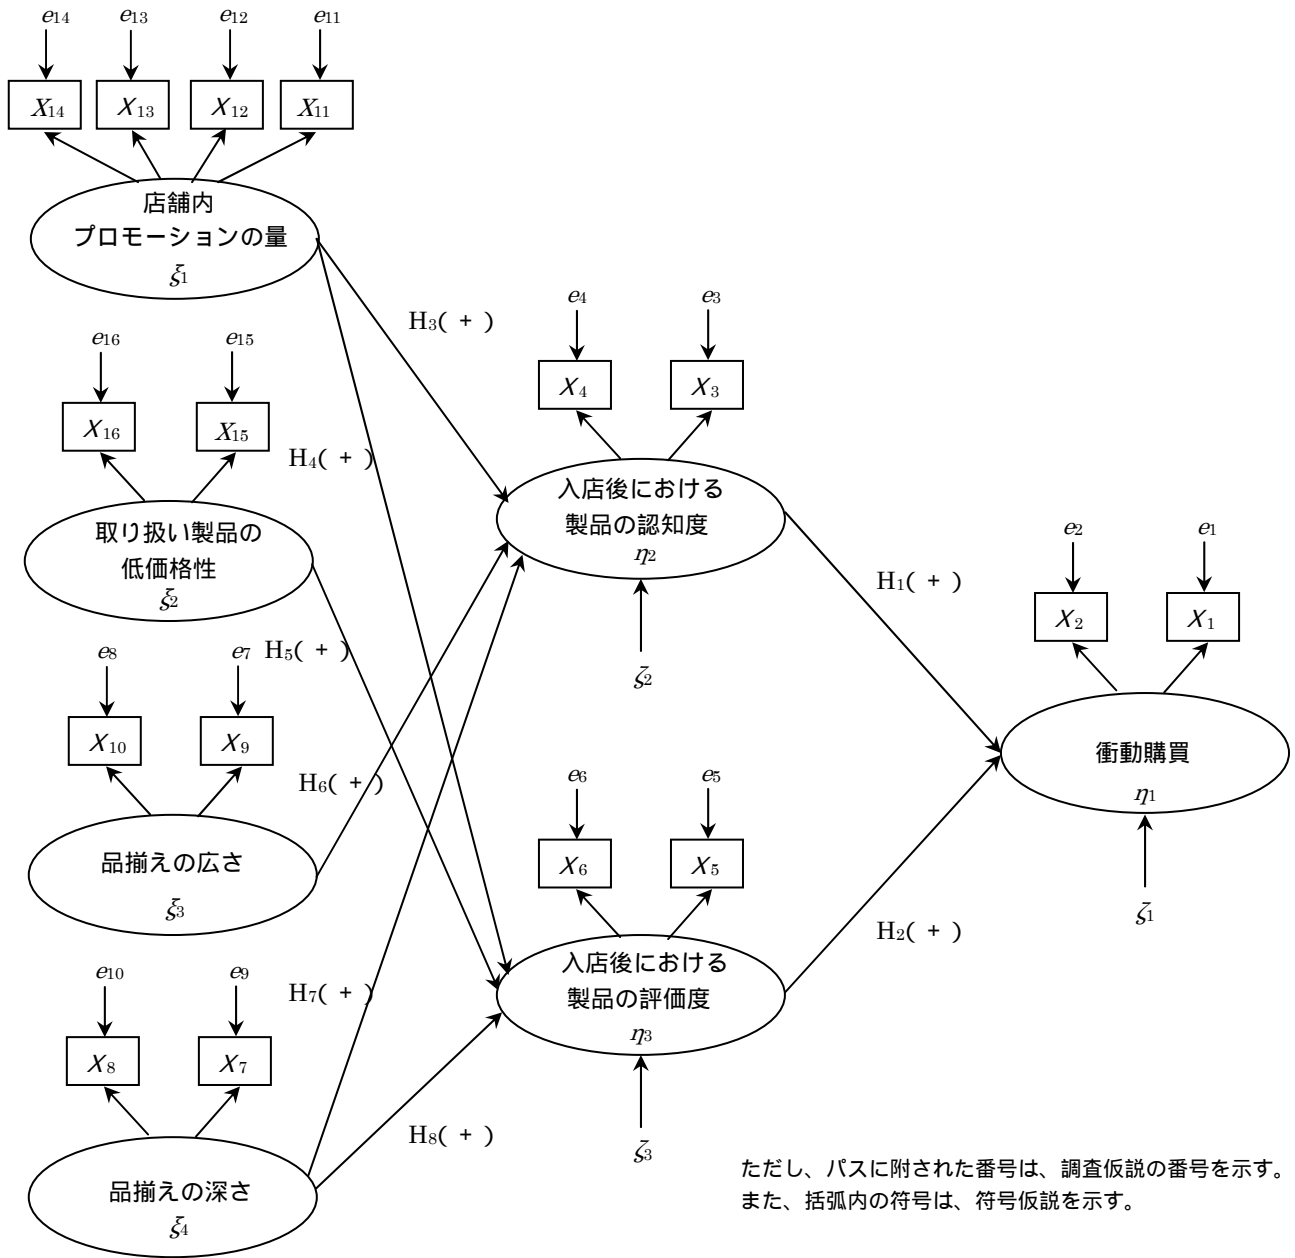 e14 e13 e12 e11
X14 X13 X12 X11
店舗内
プロモーションの量
ξ1
H3( + )
e4 e3
X4 X3
e16 e15
X16 X15
H4( + )
入店後における
製品の認知度
η2
取り扱い製品の
低価格性
ξ2
H1( + )
e2 e1
X2 X1
e8 e7
H5( + )
ζ2
X10 X9
H6( + )
衝動購買
η1
e6 e5
X6 X5
品揃えの広さ
ξ3
ζ1
H2( + )
e10 e9
H7( + )
入店後における
製品の評価度
η3
X8 X7
H8( + )
ζ3
品揃えの深さ
ξ4
ただし、パスに附された番号は、調査仮説の番号を示す。
また、括弧内の符号は、符号仮説を示す。